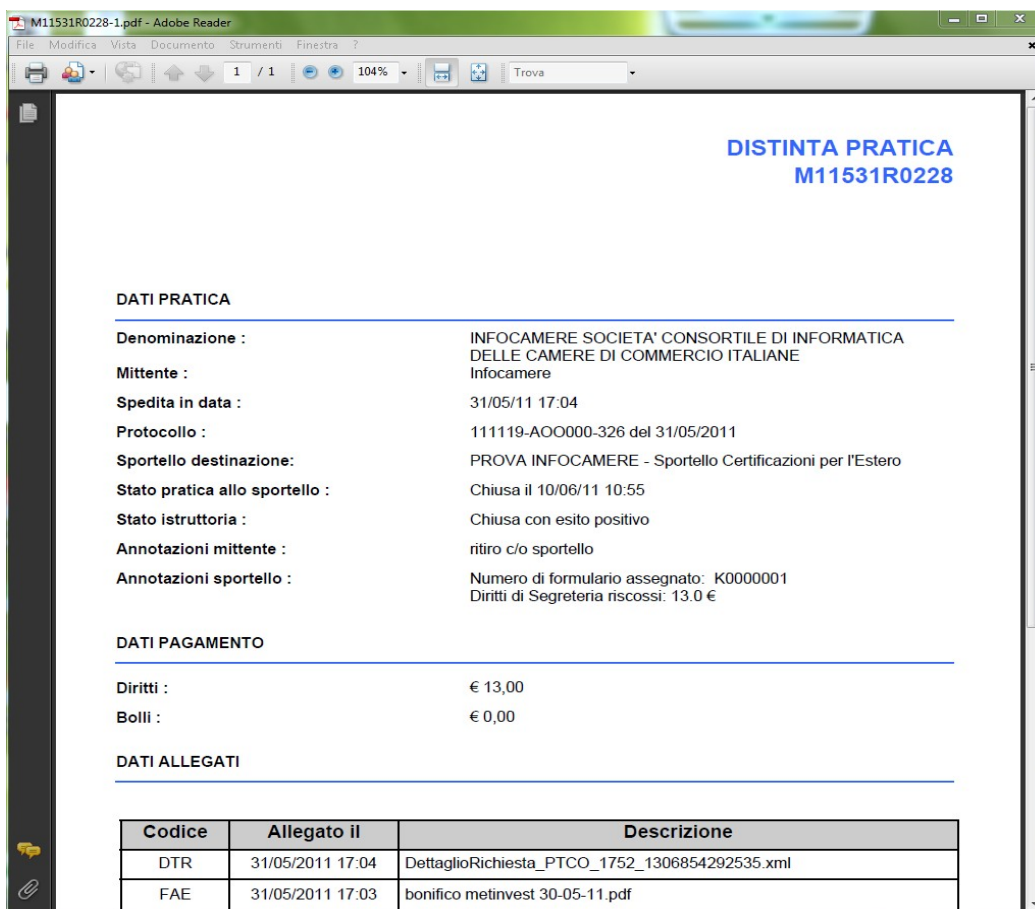 M11531R0228-1.pdf - Adobe Reader
File Modifica Vista Documento Strumenti Finestra ?
1 / 1 104% Trova
DISTINTA PRATICA
M11531R0228
DATI PRATICA
Denominazione : INFOCAMERE SOCIETA' CONSORTILE DI INFORMATICA
DELLE CAMERE DI COMMERCIO ITALIANE
Mittente : Infocamere
Spedita in data : 31/05/11 17:04
Protocollo : 111119-AOO000-326 del 31/05/2011
Sportello destinazione: PROVA INFOCAMERE - Sportello Certificazioni per l'Estero
Stato pratica allo sportello : Chiusa il 10/06/11 10:55
Stato istruttoria : Chiusa con esito positivo
Annotazioni mittente : ritiro c/o sportello
Annotazioni sportello : Numero di formulario assegnato: K0000001
Diritti di Segreteria riscossi: 13.0 €
DATI PAGAMENTO
Diritti : € 13,00
Bolli : € 0,00
DATI ALLEGATI
Codice Allegato il Descrizione
DTR 31/05/2011 17:04 DettaglioRichiesta_PTCO_1752_1306854292535.xml
FAE 31/05/2011 17:03 bonifico metinvest 30-05-11.pdf